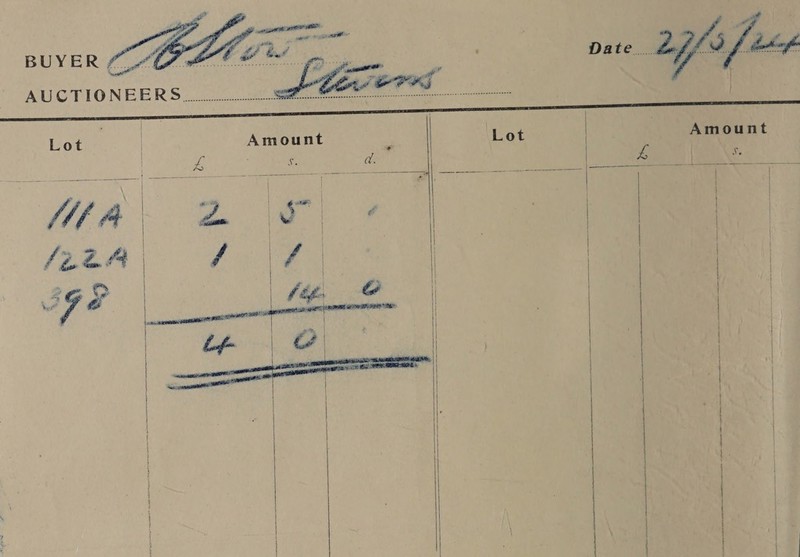 BUYER Date 27/5/24
AUCTIONEERS Stevens
Lot Amount Lot Amount
£ s. d. £ s.
111A 2 5
122A 1 1
398 14 0
4 0